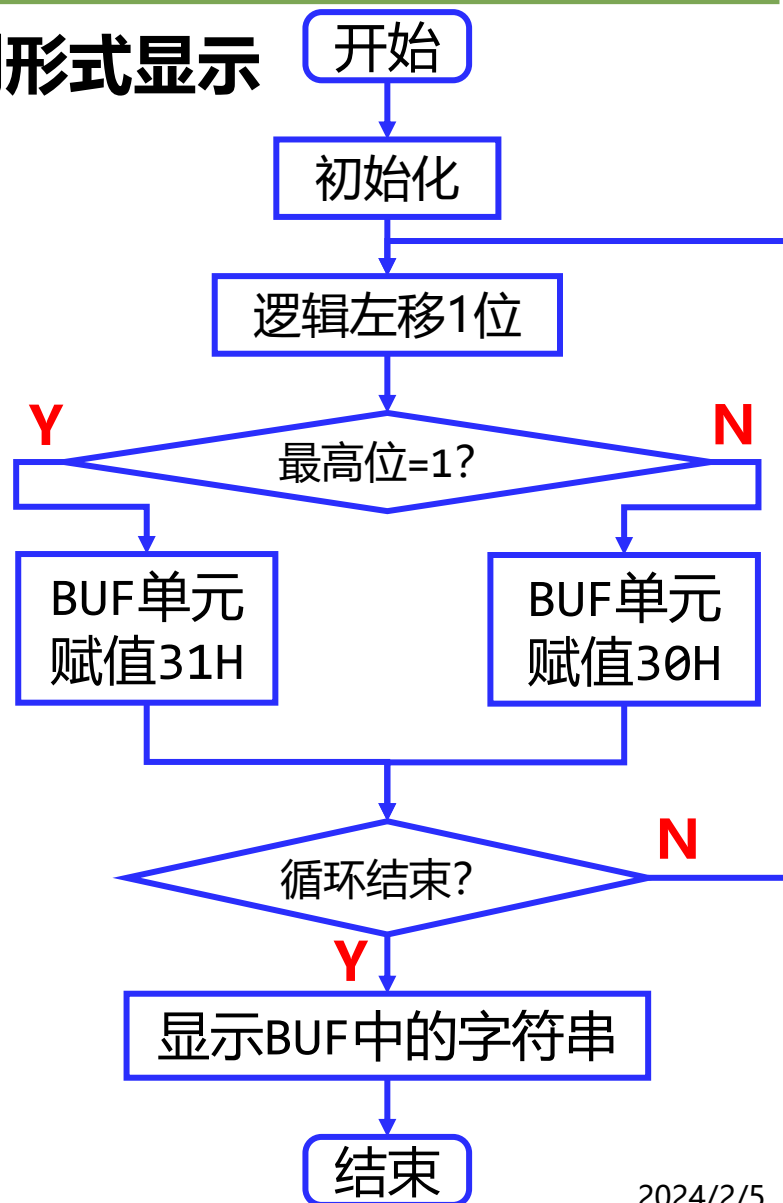 形式显示
开始
初始化
逻辑左移1位
Y
N
最高位=1?
BUF单元
赋值31H
BUF单元
赋值30H
循环结束?
N
Y
显示BUF中的字符串
结束
2024/2/5